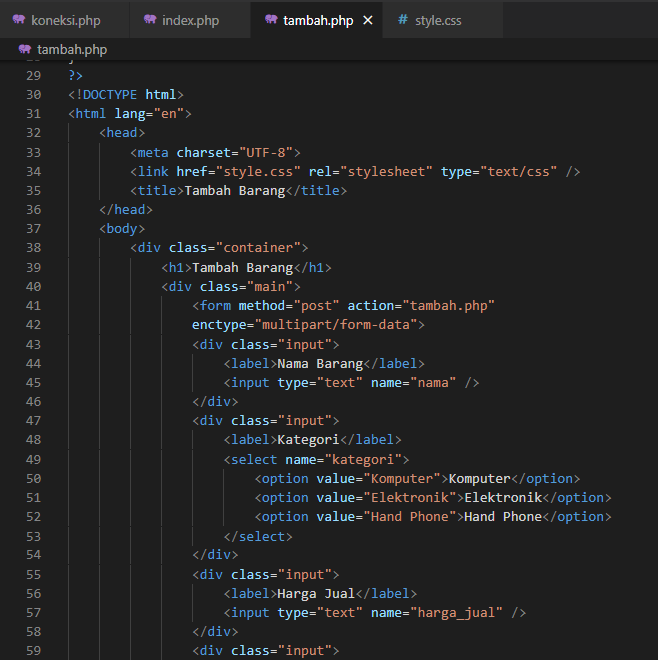 koneksi.php index.php tambah.php × # style.css
tambah.php
29 ?>
30 <!DOCTYPE html>
31 <html lang="en">
32 <head>
33 <meta charset="UTF-8">
34 <link href="style.css" rel="stylesheet" type="text/css" />
35 <title>Tambah Barang</title>
36 </head>
37 <body>
38 <div class="container">
39 <h1>Tambah Barang</h1>
40 <div class="main">
41 <form method="post" action="tambah.php"
42 enctype="multipart/form-data">
43 <div class="input">
44 <label>Nama Barang</label>
45 <input type="text" name="nama" />
46 </div>
47 <div class="input">
48 <label>Kategori</label>
49 <select name="kategori">
50 <option value="Komputer">Komputer</option>
51 <option value="Elektronik">Elektronik</option>
52 <option value="Hand Phone">Hand Phone</option>
53 </select>
54 </div>
55 <div class="input">
56 <label>Harga Jual</label>
57 <input type="text" name="harga_jual" />
58 </div>
59 <div class="input">